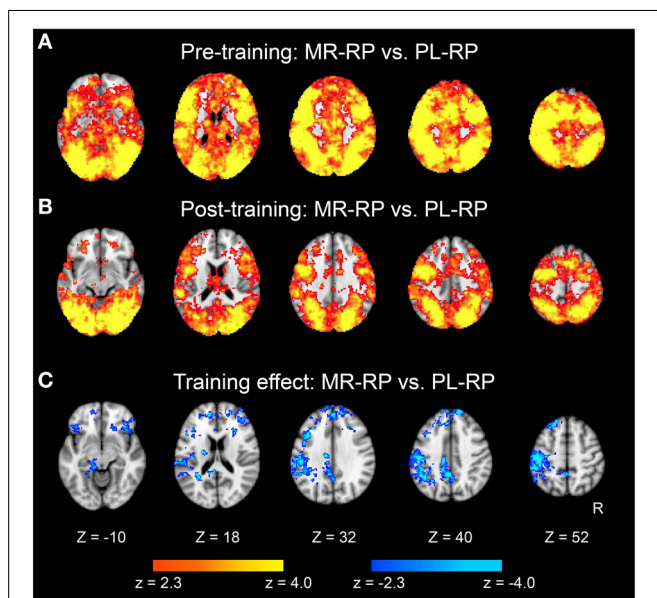 A
Pre-training: MR-RP vs. PL-RP
B
Post-training: MR-RP vs. PL-RP
C
Training effect: MR-RP vs. PL-RP
R
Z = -10 Z = 18 Z = 32 Z = 40 Z = 52
z = 2.3 z = 4.0 z = -2.3 z = -4.0